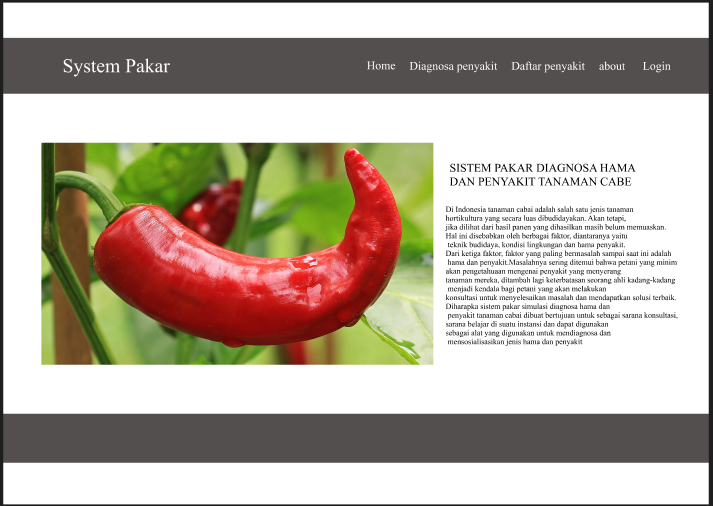 System Pakar
Home Diagnosa penyakit Daftar penyakit about Login
SISTEM PAKAR DIAGNOSA HAMA
DAN PENYAKIT TANAMAN CABE
Di Indonesia tanaman cabai adalah salah satu jenis tanaman
hortikultura yang secara luas dibudidayakan. Akan tetapi,
jika dilihat dari hasil panen yang dihasilkan masih belum memuaskan.
Hal ini disebabkan oleh berbagai faktor, diantaranya yaitu
teknik budidaya, kondisi lingkungan dan hama penyakit.
Dari ketiga faktor, faktor yang paling bermasalah sampai saat ini adalah
hama dan penyakit.Masalahnya sering ditemui bahwa petani yang minim
akan pengetahuaan mengenai penyakit yang menyerang
tanaman mereka, ditambah lagi keterbatasan seorang ahli kadang-kadang
menjadi kendala bagi petani yang akan melakukan
konsultasi untuk menyelesaikan masalah dan mendapatkan solusi terbaik.
Diharapka sistem pakar simulasi diagnosa hama dan
penyakit tanaman cabai dibuat bertujuan untuk sebagai sarana konsultasi,
sarana belajar di suatu instansi dan dapat digunakan
sebagai alat yang digunakan untuk mendiagnosa dan
mensosialisasikan jenis hama dan penyakit